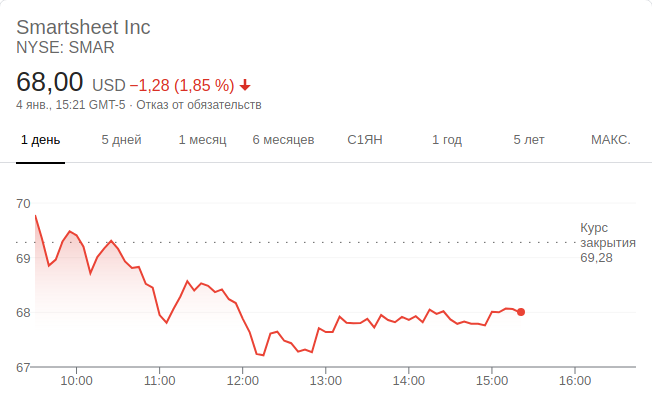 Smartsheet Inc
NYSE: SMAR
68,00 USD −1,28 (1,85 %)
4 янв., 15:21 GMT-5 · Отказ от обязательств
1 день 5 дней 1 месяц 6 месяцев С1ЯН 1 год 5 лет МАКС.
70
Курс
закрытия
69,28
69
68
67
10:00 11:00 12:00 13:00 14:00 15:00 16:00